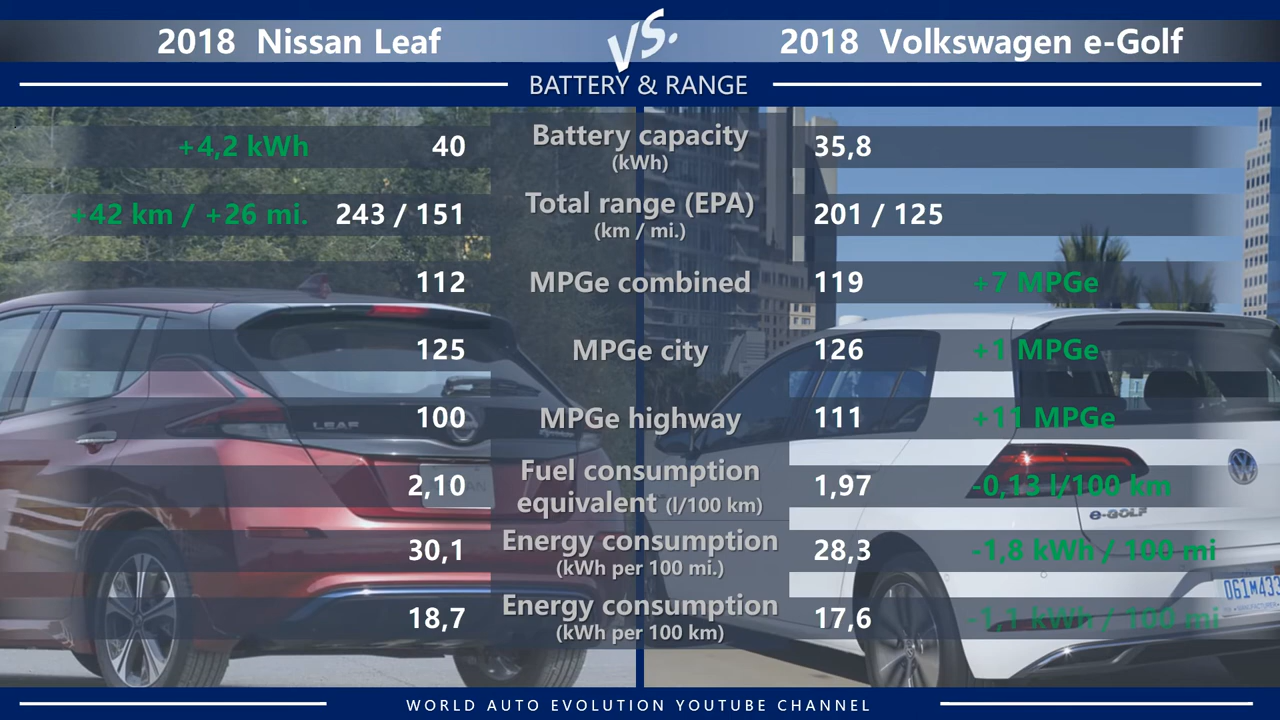 2018 Nissan Leaf
VS.
2018 Volkswagen e-Golf
BATTERY & RANGE
+4,2 kWh 40 Battery capacity (kWh) 35,8
+42 km / +26 mi. 243 / 151 Total range (EPA) (km / mi.) 201 / 125
112 MPGe combined 119 +7 MPGe
125 MPGe city 126 +1 MPGe
100 MPGe highway 111 +11 MPGe
2,10 Fuel consumption equivalent (l/100 km) 1,97 -0,13 l/100 km
30,1 Energy consumption (kWh per 100 mi.) 28,3 -1,8 kWh / 100 mi
18,7 Energy consumption (kWh per 100 km) 17,6 -1,1 kWh / 100 mi
LEAF
e-GOLF
WORLD AUTO EVOLUTION YOUTUBE CHANNEL